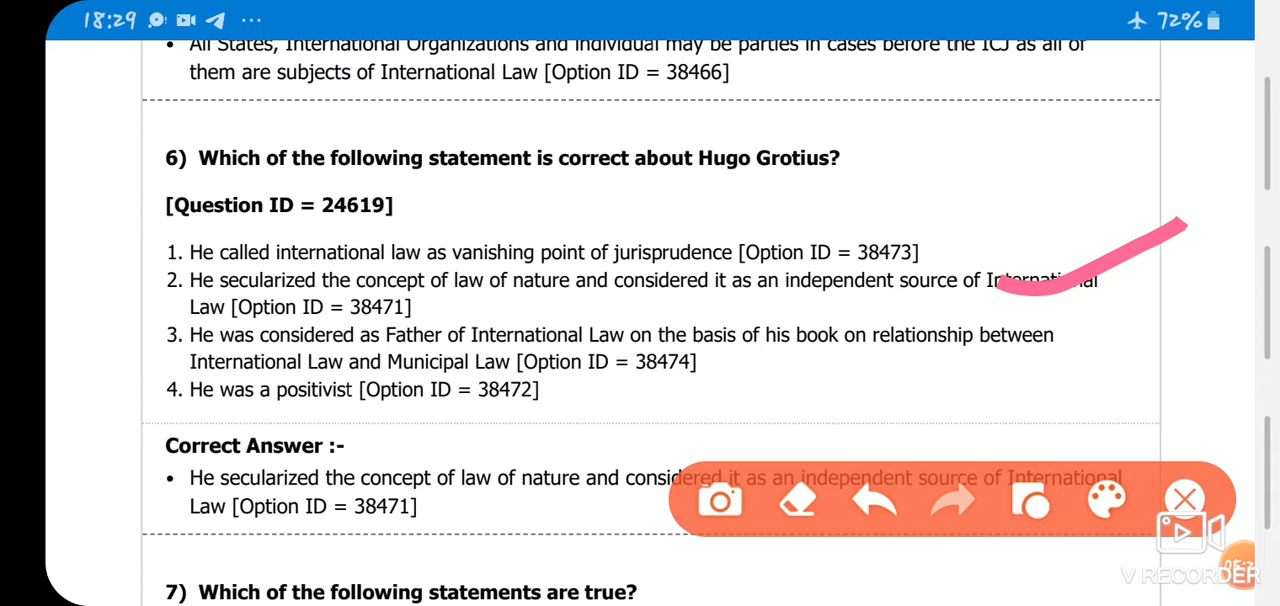 18:29
72%
All States, International Organizations and individual may be parties in cases before the ICJ as all of
them are subjects of International Law [Option ID = 38466]
6) Which of the following statement is correct about Hugo Grotius?
[Question ID = 24619]
1. He called international law as vanishing point of jurisprudence [Option ID = 38473]
2. He secularized the concept of law of nature and considered it as an independent source of International
Law [Option ID = 38471]
3. He was considered as Father of International Law on the basis of his book on relationship between
International Law and Municipal Law [Option ID = 38474]
4. He was a positivist [Option ID = 38472]
Correct Answer :-
• He secularized the concept of law of nature and considered it as an independent source of International
Law [Option ID = 38471]
7) Which of the following statements are true?
V RECORDER